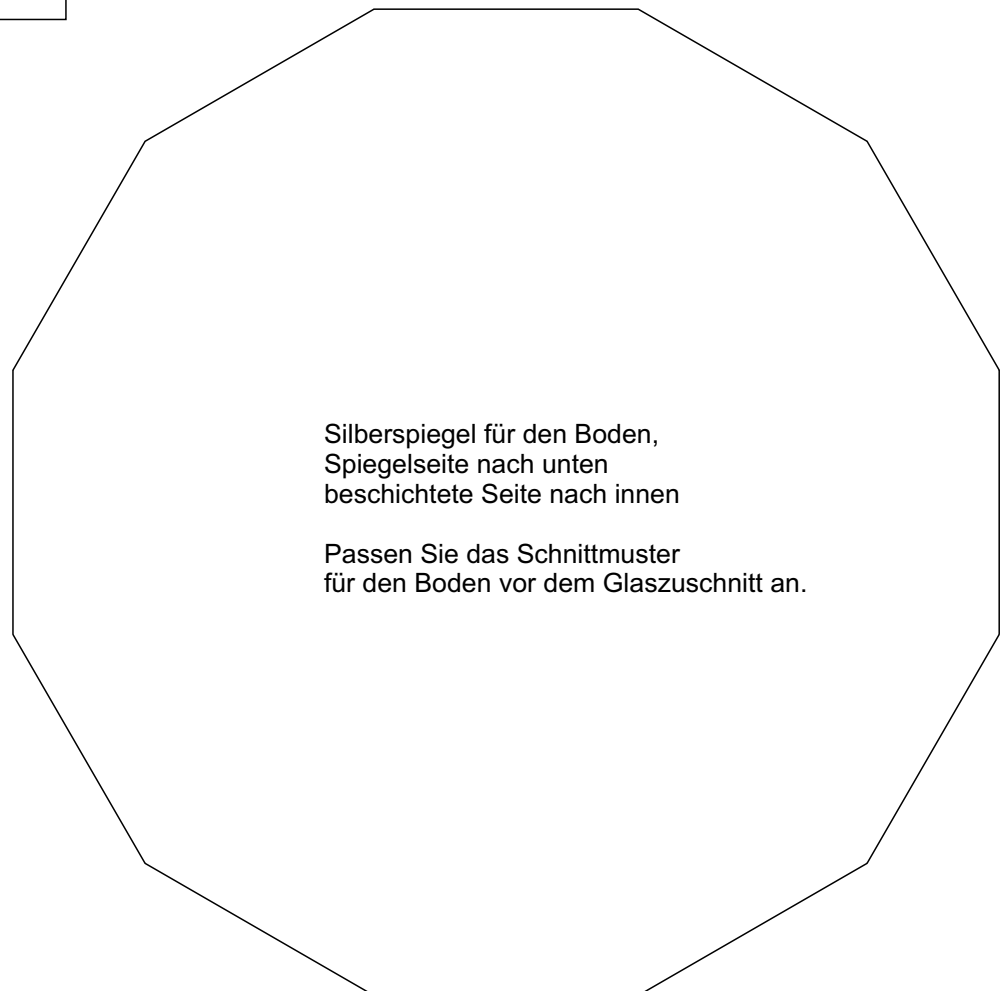 Silberspiegel für den Boden,
Spiegelseite nach unten
beschichtete Seite nach innen
Passen Sie das Schnittmuster
für den Boden vor dem Glaszuschnitt an.